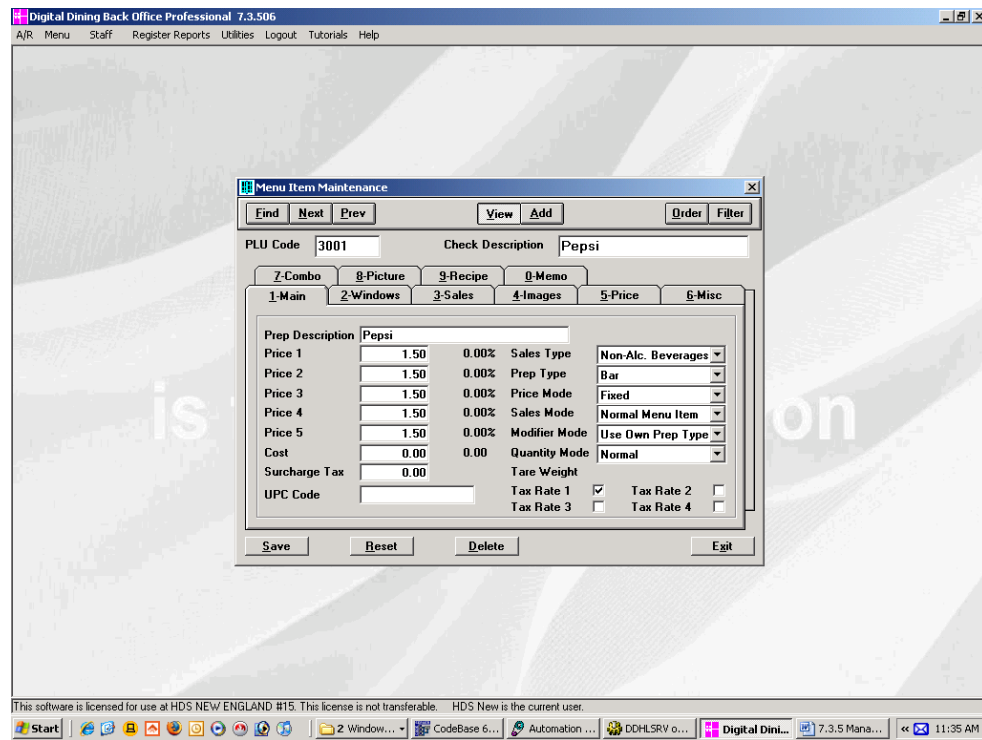 Digital Dining Back Office Professional 7.3.506
A/R Menu Staff Register Reports Utilities Logout Tutorials Help
Menu Item Maintenance
Find Next Prev View Add Order Filter
PLU Code 3001 Check Description Pepsi
7-Combo 8-Picture 9-Recipe 0-Memo
1-Main 2-Windows 3-Sales 4-Images 5-Price 6-Misc
Prep Description Pepsi
Price 1 1.50 0.00% Sales Type Non-Alc. Beverages
Price 2 1.50 0.00% Prep Type Bar
Price 3 1.50 0.00% Price Mode Fixed
Price 4 1.50 0.00% Sales Mode Normal Menu Item
Price 5 1.50 0.00% Modifier Mode Use Own Prep Type
Cost 0.00 0.00 Quantity Mode Normal
Surcharge Tax 0.00 Tare Weight
UPC Code Tax Rate 1 Tax Rate 2
Tax Rate 3 Tax Rate 4
Save Reset Delete Exit
is on
This software is licensed for use at HDS NEW ENGLAND #15. This license is not transferable. HDS New is the current user.
Start 2 Window... CodeBase 6... Automation ... DDHLSRV o... Digital Dini... 7.3.5 Mana... « 11:35 AM